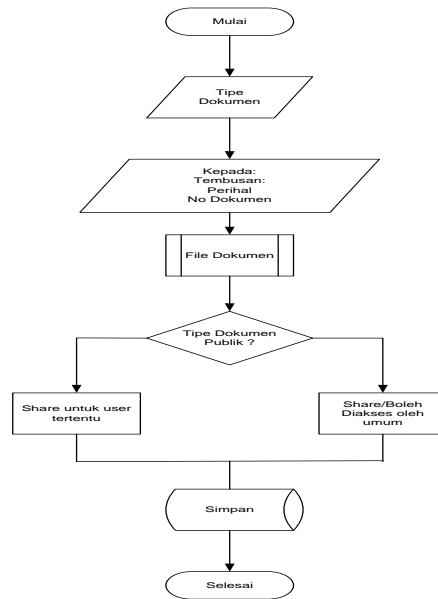 Mulai
Tipe
Dokumen
Kepada:
Tembusan:
Perihal
No Dokumen
File Dokumen
Tipe Dokumen
Publik ?
Share untuk user
tertentu
Share/Boleh
Diakses oleh
umum
Simpan
Selesai